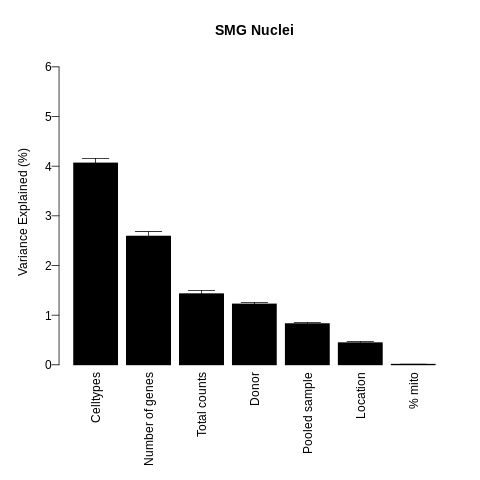 SMG Nuclei
Variance Explained (%)
6
5
4
3
2
1
0
Celltypes
Number of genes
Total counts
Donor
Pooled sample
Location
% mito